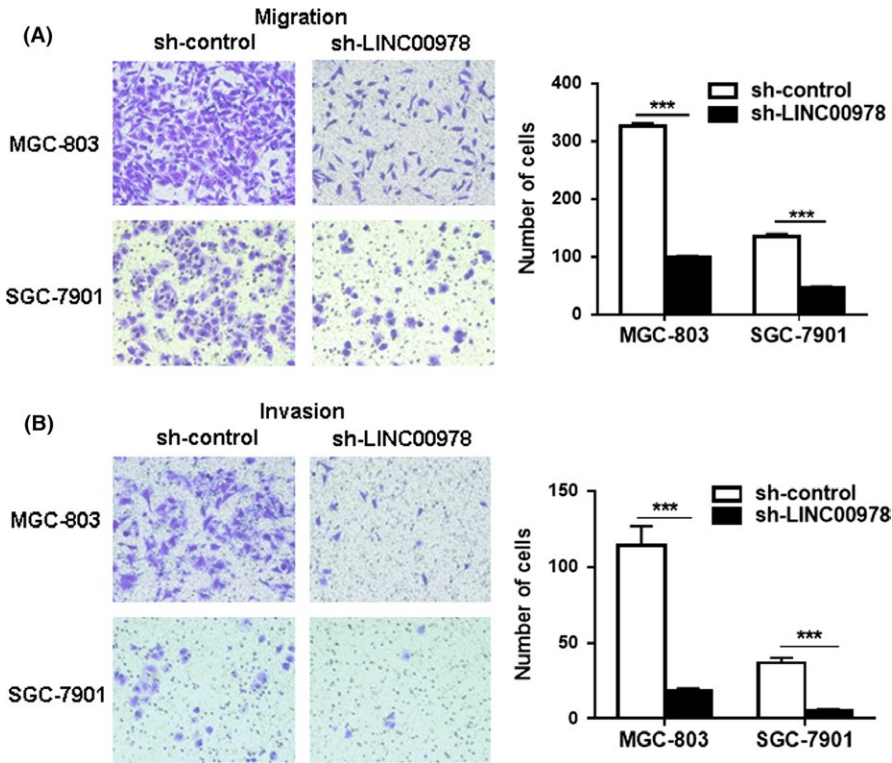 (A)
Migration
sh-control sh-LINC00978
MGC-803
SGC-7901
400
300
200
100
0
Number of cells
***
***
sh-control
sh-LINC00978
MGC-803 SGC-7901
(B)
Invasion
sh-control sh-LINC00978
MGC-803
SGC-7901
150
100
50
0
Number of cells
***
***
sh-control
sh-LINC00978
MGC-803 SGC-7901